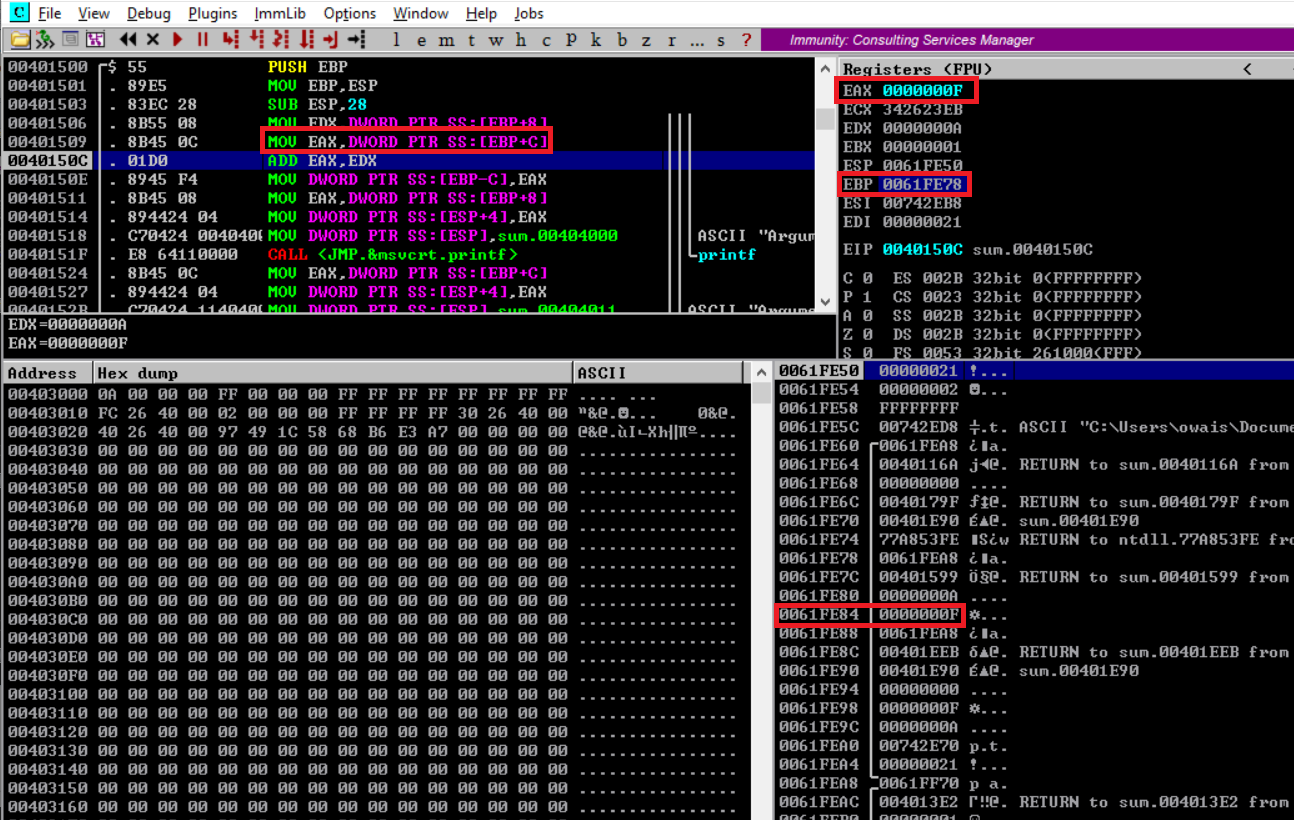 C File View Debug Plugins ImmLib Options Window Help Jobs
l e m t w h c P k b z r ... s ? Immunity: Consulting Services Manager
00401500 $ 55 PUSH EBP
00401501 . 89E5 MOV EBP,ESP
00401503 . 83EC 28 SUB ESP,28
00401506 . 8B55 08 MOV EDX,DWORD PTR SS:[EBP+8]
00401509 . 8B45 0C MOV EAX,DWORD PTR SS:[EBP+C]
0040150C . 01D0 ADD EAX,EDX
0040150E . 8945 F4 MOV DWORD PTR SS:[EBP-C],EAX
00401511 . 8B45 08 MOV EAX,DWORD PTR SS:[EBP+8]
00401514 . 894424 04 MOV DWORD PTR SS:[ESP+4],EAX
00401518 . C70424 004040 MOV DWORD PTR SS:[ESP],sum.00404000 ASCII "Argum
0040151F . E8 64110000 CALL <JMP.&msvcrt.printf> printf
00401524 . 8B45 0C MOV EAX,DWORD PTR SS:[EBP+C]
00401527 . 894424 04 MOV DWORD PTR SS:[ESP+4],EAX
0040152B . C70424 114040 MOV DWORD PTR SS:[ESP],sum.00404011 ASCII "Argume
EDX=0000000A
EAX=0000000F
Registers (FPU) <
EAX 0000000F
ECX 342623EB
EDX 0000000A
EBX 00000001
ESP 0061FE50
EBP 0061FE78
ESI 00742EB8
EDI 00000021
EIP 0040150C sum.0040150C
C 0 ES 002B 32bit 0(FFFFFFFF)
P 1 CS 0023 32bit 0(FFFFFFFF)
A 0 SS 002B 32bit 0(FFFFFFFF)
Z 0 DS 002B 32bit 0(FFFFFFFF)
S 0 FS 0053 32bit 261000(FFF)
Address Hex dump ASCII
00403000 0A 00 00 00 FF 00 00 00 FF FF FF FF FF FF FF FF .... ...
00403010 FC 26 40 00 02 00 00 00 FF FF FF FF 30 26 40 00 ⁿ&@.☻... 0&@.
00403020 40 26 40 00 97 49 1C 58 68 B6 E3 A7 00 00 00 00 @&@.ùI∟Xh╢πº....
00403030 00 00 00 00 00 00 00 00 00 00 00 00 00 00 00 00 ................
00403040 00 00 00 00 00 00 00 00 00 00 00 00 00 00 00 00 ................
00403050 00 00 00 00 00 00 00 00 00 00 00 00 00 00 00 00 ................
00403060 00 00 00 00 00 00 00 00 00 00 00 00 00 00 00 00 ................
00403070 00 00 00 00 00 00 00 00 00 00 00 00 00 00 00 00 ................
00403080 00 00 00 00 00 00 00 00 00 00 00 00 00 00 00 00 ................
00403090 00 00 00 00 00 00 00 00 00 00 00 00 00 00 00 00 ................
004030A0 00 00 00 00 00 00 00 00 00 00 00 00 00 00 00 00 ................
004030B0 00 00 00 00 00 00 00 00 00 00 00 00 00 00 00 00 ................
004030C0 00 00 00 00 00 00 00 00 00 00 00 00 00 00 00 00 ................
004030D0 00 00 00 00 00 00 00 00 00 00 00 00 00 00 00 00 ................
004030E0 00 00 00 00 00 00 00 00 00 00 00 00 00 00 00 00 ................
004030F0 00 00 00 00 00 00 00 00 00 00 00 00 00 00 00 00 ................
00403100 00 00 00 00 00 00 00 00 00 00 00 00 00 00 00 00 ................
00403110 00 00 00 00 00 00 00 00 00 00 00 00 00 00 00 00 ................
00403120 00 00 00 00 00 00 00 00 00 00 00 00 00 00 00 00 ................
00403130 00 00 00 00 00 00 00 00 00 00 00 00 00 00 00 00 ................
00403140 00 00 00 00 00 00 00 00 00 00 00 00 00 00 00 00 ................
00403150 00 00 00 00 00 00 00 00 00 00 00 00 00 00 00 00 ................
00403160 00 00 00 00 00 00 00 00 00 00 00 00 00 00 00 00 ................
0061FE50 00000021 !...
0061FE54 00000002 ☻...
0061FE58 FFFFFFFF
0061FE5C 00742ED8 ╪.t. ASCII "C:\Users\owais\Docume
0061FE60 0061FEA8 ¿■a.
0061FE64 0040116A j◄@. RETURN to sum.0040116A from
0061FE68 00000000 ....
0061FE6C 0040179F ƒ‡@. RETURN to sum.0040179F from
0061FE70 00401E90 É▲@. sum.00401E90
0061FE74 77A853FE ■S¿w RETURN to ntdll.77A853FE fro
0061FE78 0061FEA8 ¿■a.
0061FE7C 00401599 Ö§@. RETURN to sum.00401599 from
0061FE80 0000000A ....
0061FE84 0000000F ☼...
0061FE88 0061FEA8 ¿■a.
0061FE8C 00401EEB δ▲@. RETURN to sum.00401EEB from
0061FE90 00401E90 É▲@. sum.00401E90
0061FE94 00000000 ....
0061FE98 0000000F ☼...
0061FE9C 0000000A ....
0061FEA0 00742E70 p.t.
0061FEA4 00000021 !...
0061FEA8 0061FF70 p a.
0061FEAC 004013E2 Γ‼@. RETURN to sum.004013E2 from
0061FEB0 00000001